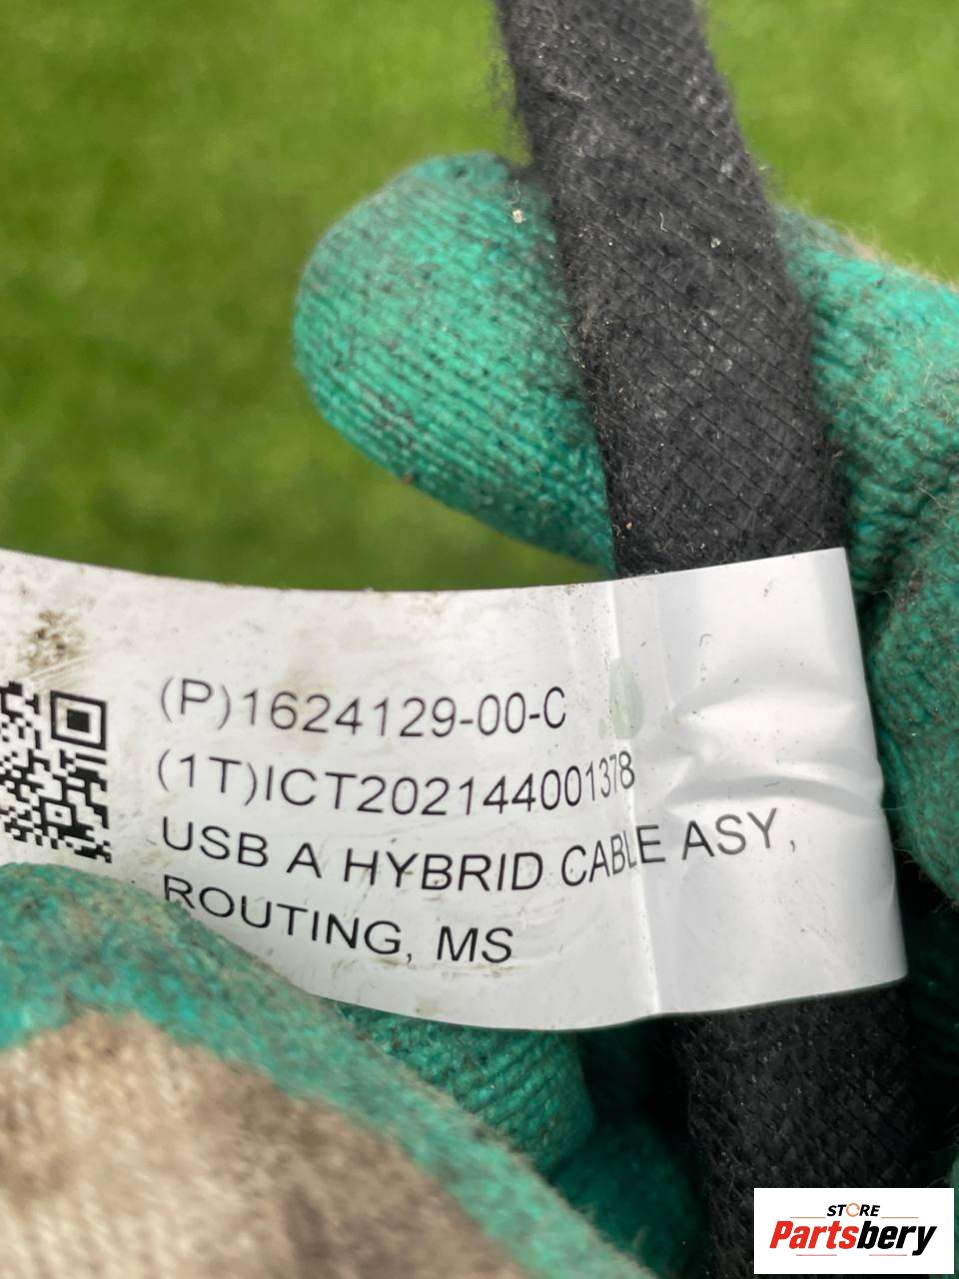 (P)1624129-00-C
(1T)ICT202144001378
USB A HYBRID CABLE ASY,
ROUTING, MS
STORE
Partsbery